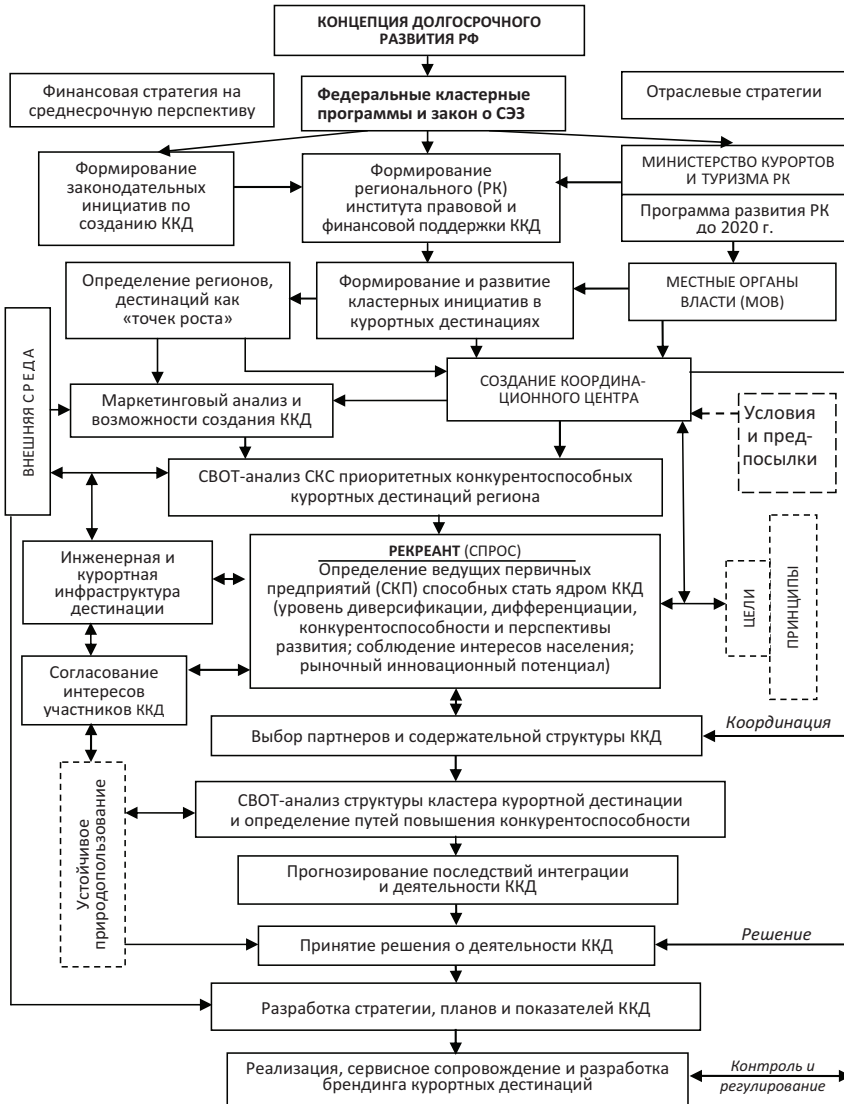 КОНЦЕПЦИЯ ДОЛГОСРОЧНОГО
РАЗВИТИЯ РФ
Финансовая стратегия на
среднесрочную перспективу
Федеральные кластерные
программы и закон о СЭЗ
Отраслевые стратегии
Формирование
законодательных
инициатив по
созданию ККД
Формирование
регионального (РК)
института правовой и
финансовой поддержки ККД
МИНИСТЕРСТВО КУРОРТОВ
И ТУРИЗМА РК
Программа развития РК
до 2020 г.
Определение регионов,
дестинаций как
«точек роста»
Формирование и развитие
кластерных инициатив в
курортных дестинациях
МЕСТНЫЕ ОРГАНЫ
ВЛАСТИ (МОВ)
ВНЕШНЯЯ СРЕДА
Маркетинговый анализ и
возможности создания ККД
СОЗДАНИЕ КООРДИНА-
ЦИОННОГО ЦЕНТРА
Условия
и пред-
посылки
СВОТ-анализ СКС приоритетных конкурентоспособных
курортных дестинаций региона
Инженерная и
курортная
инфраструктура
дестинации
РЕКРЕАНТ (СПРОС)
Определение ведущих первичных
предприятий (СКП) способных стать ядром ККД
(уровень диверсификации, дифференциации,
конкурентоспособности и перспективы
развития; соблюдение интересов населения;
рыночный инновационный потенциал)
ЦЕЛИ
ПРИНЦИПЫ
Согласование
интересов
участников ККД
Выбор партнеров и содержательной структуры ККД
Координация
Устойчивое
природопользование
СВОТ-анализ структуры кластера курортной дестинации
и определение путей повышения конкурентоспособности
Прогнозирование последствий интеграции
и деятельности ККД
Принятие решения о деятельности ККД
Решение
Разработка стратегии, планов и показателей ККД
Реализация, сервисное сопровождение и разработка
брендинга курортных дестинаций
Контроль и
регулирование